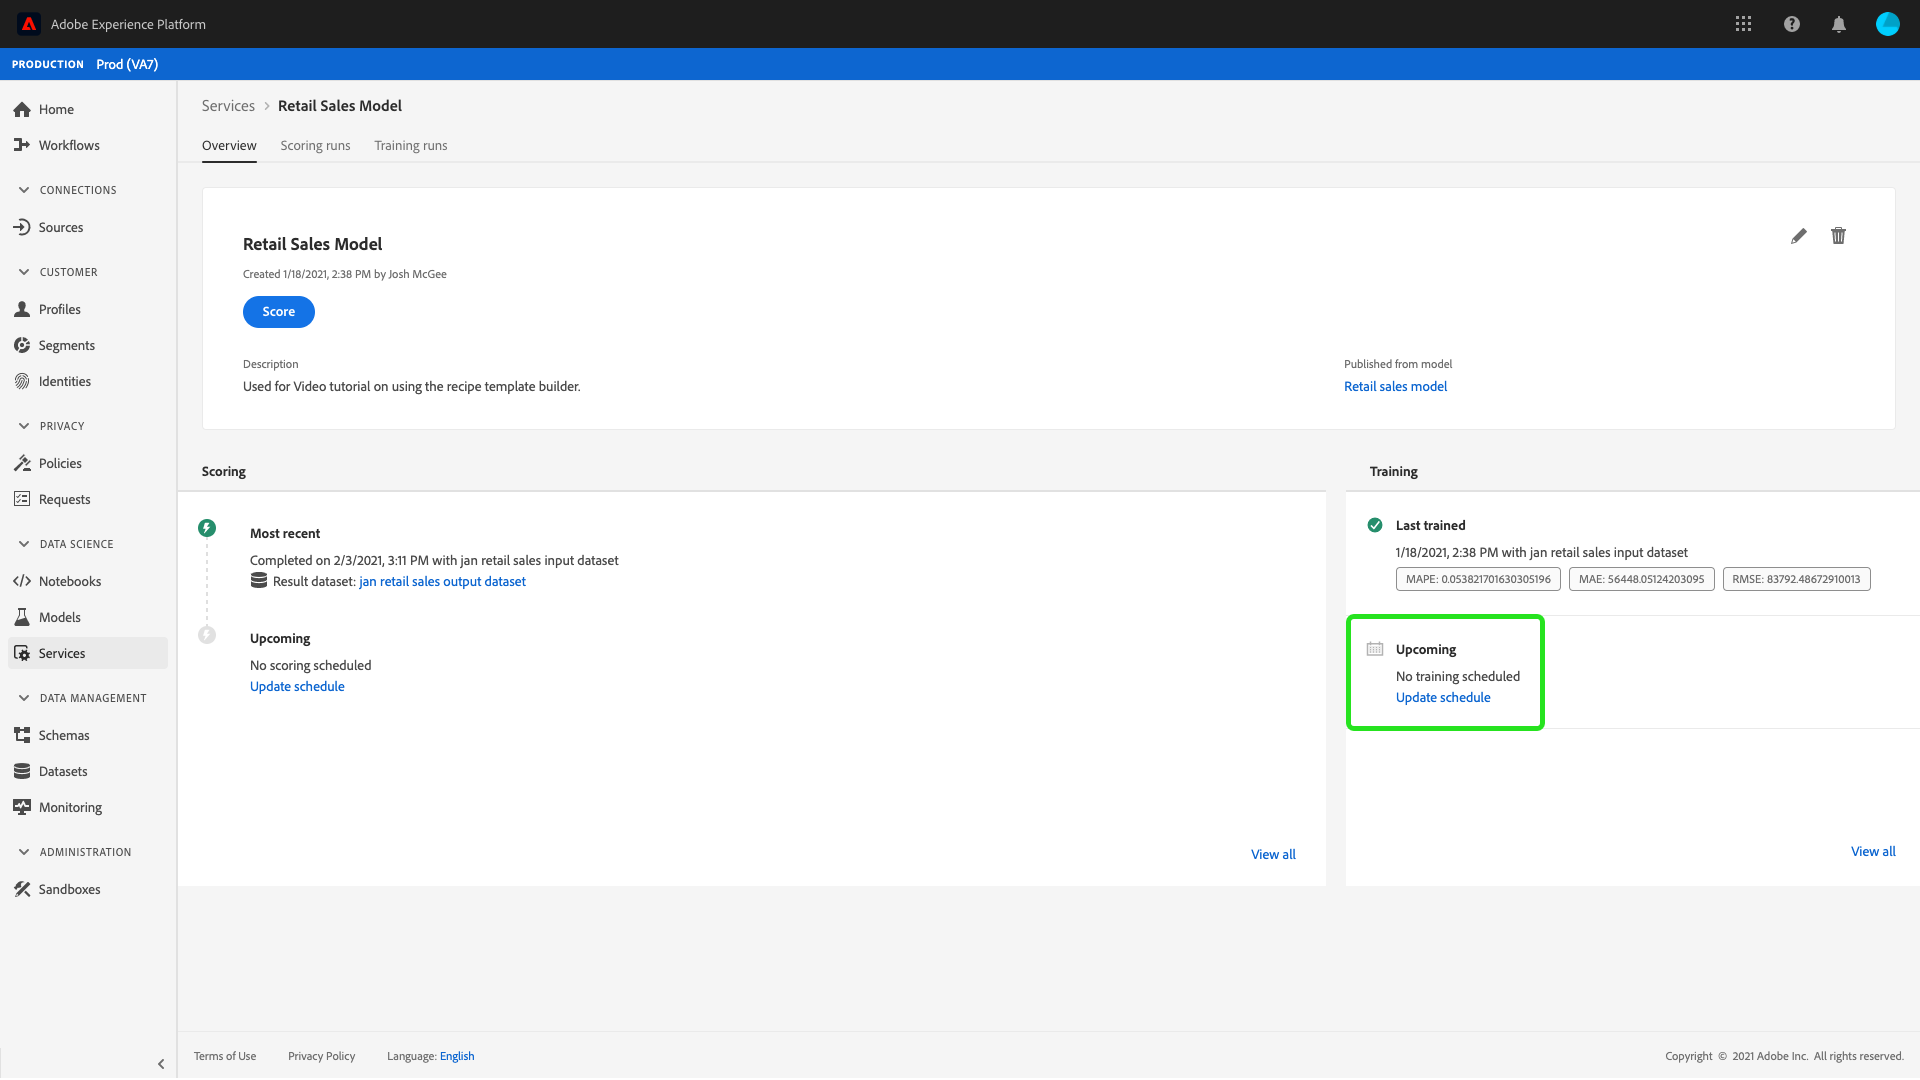 Adobe Experience Platform
PRODUCTION Prod (VA7)
Home
Workflows
CONNECTIONS
Sources
CUSTOMER
Profiles
Segments
Identities
PRIVACY
Policies
Requests
DATA SCIENCE
Notebooks
Models
Services
DATA MANAGEMENT
Schemas
Datasets
Monitoring
ADMINISTRATION
Sandboxes
Services > Retail Sales Model
Overview Scoring runs Training runs
Retail Sales Model
Created 1/18/2021, 2:38 PM by Josh McGee
Score
Description
Used for Video tutorial on using the recipe template builder.
Published from model
Retail sales model
Scoring
Most recent
Completed on 2/3/2021, 3:11 PM with jan retail sales input dataset
Result dataset: jan retail sales output dataset
Upcoming
No scoring scheduled
Update schedule
View all
Training
Last trained
1/18/2021, 2:38 PM with jan retail sales input dataset
MAPE: 0.053821701630305196 MAE: 56448.05124203095 RMSE: 83792.48672910013
Upcoming
No training scheduled
Update schedule
View all
Terms of Use Privacy Policy Language: English
Copyright © 2021 Adobe Inc. All rights reserved.